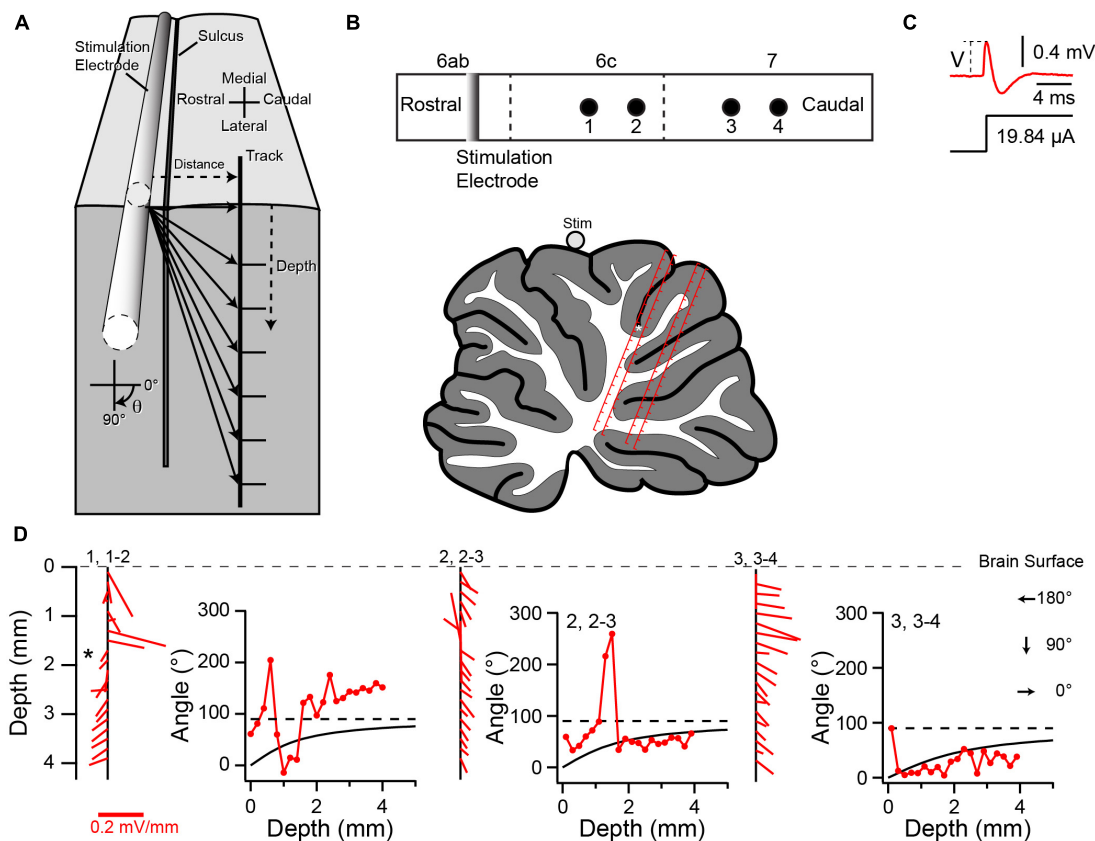 A
Stimulation
Electrode
Sulcus
Medial
Rostral
Caudal
Lateral
Distance
Track
Depth
0°
θ
90°
B
6ab
6c
7
Rostral
1
2
3
4
Caudal
Stimulation
Electrode
Stim
*
C
V
0.4 mV
4 ms
19.84 µA
D
0
1
2
3
4
Depth (mm)
1, 1-2
*
0.2 mV/mm
300
200
100
0
Angle (°)
0
2
4
Depth (mm)
2, 2-3
300
200
100
0
Angle (°)
2, 2-3
0
2
4
Depth (mm)
3, 3-4
300
200
100
0
Angle (°)
3, 3-4
0
2
4
Depth (mm)
Brain Surface
180°
90°
0°